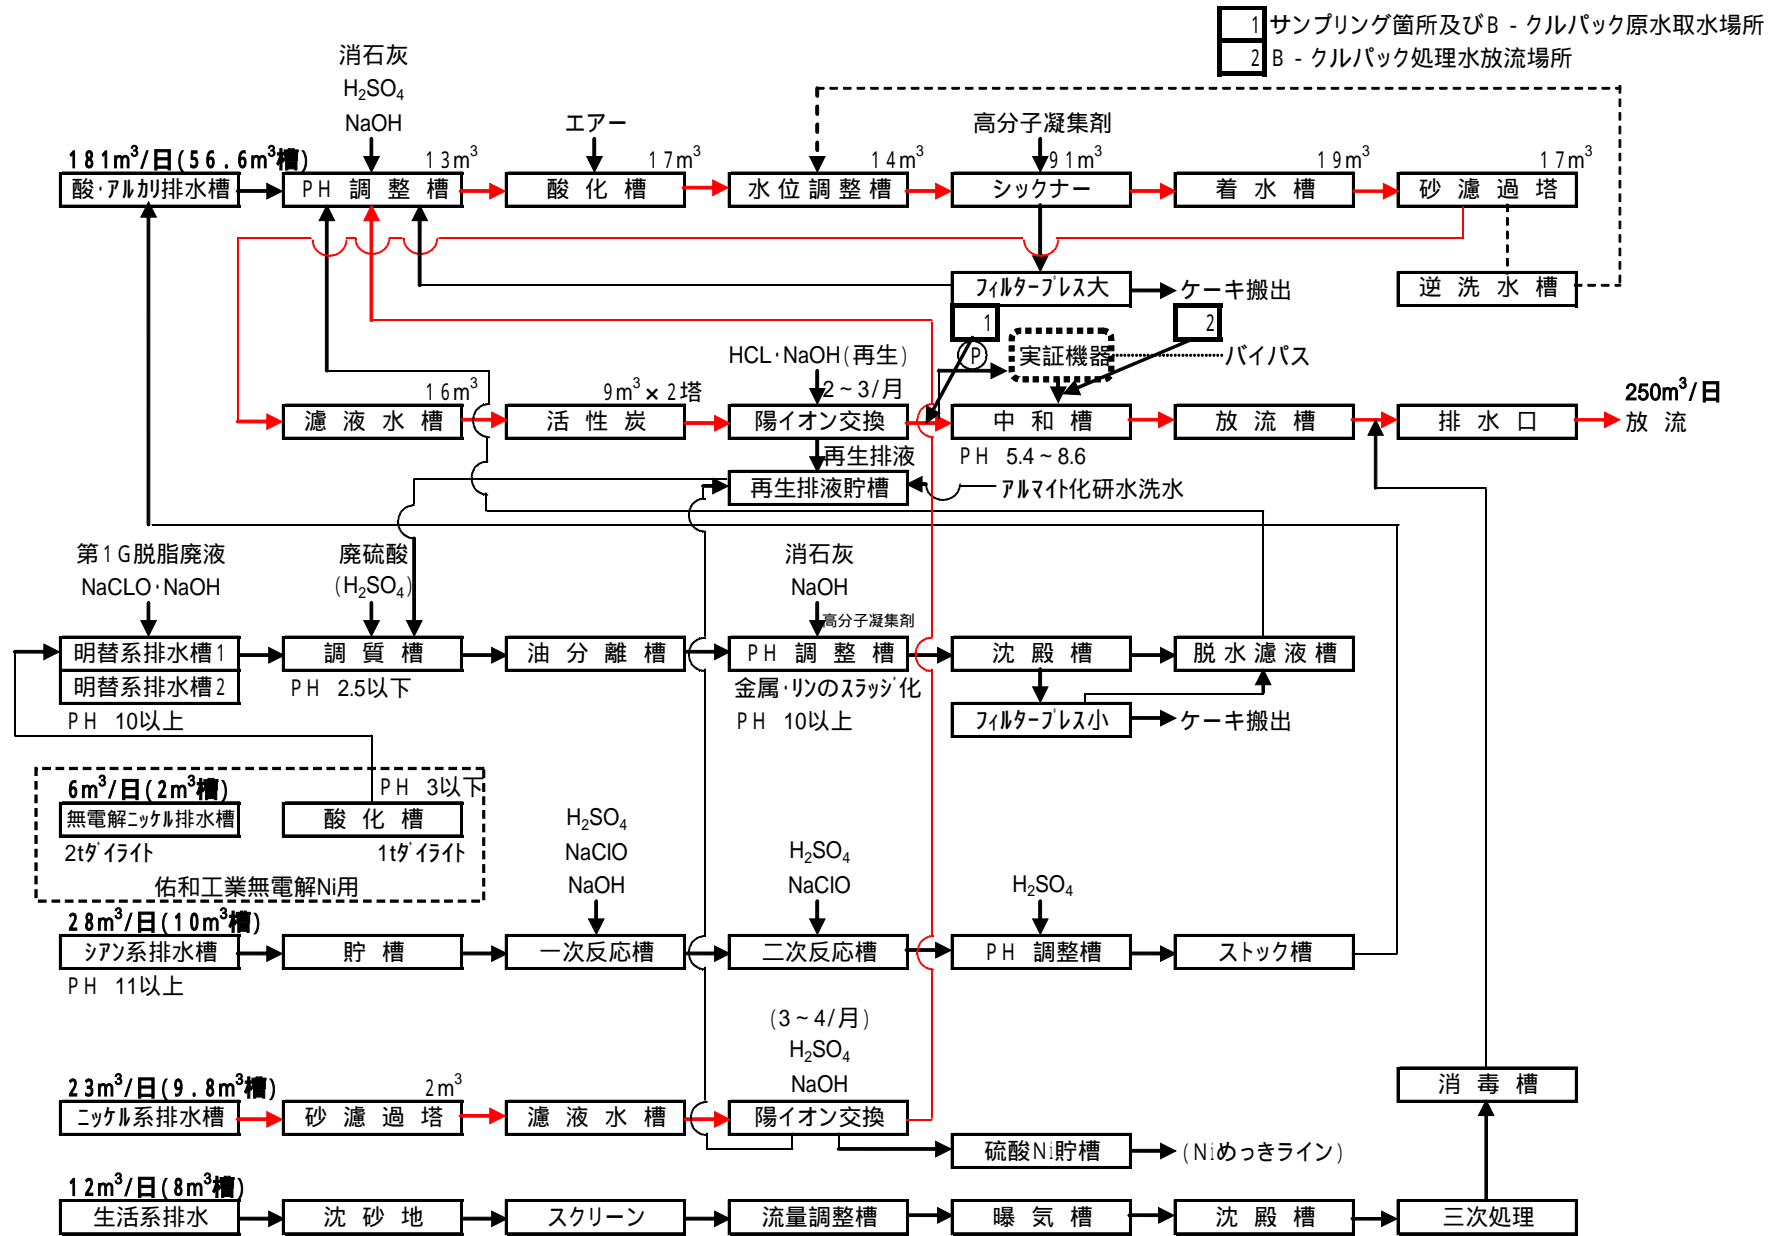 1 サンプリング箇所及びB - クルパック原水取水場所
2 B - クルパック処理水放流場所
消石灰
H₂SO₄
NaOH
エアー
高分子凝集剤
181m³/日(56.6m³槽)
13m³
17m³
14m³
91m³
19m³
17m³
酸・アルカリ排水槽
PH 調 整 槽
酸 化 槽
水位調整槽
シックナー
着 水 槽
砂 濾 過 塔
フィルタープレス大
ケーキ搬出
逆 洗 水 槽
1
2
P
実証機器
バイパス
HCL・NaOH(再生)
2~3/月
16m³
9m³×2塔
250m³/日
濾 液 水 槽
活 性 炭
陽イオン交換
中 和 槽
放 流 槽
排 水 口
放 流
再生排液
PH 5.4~8.6
再生排液貯槽
アルマイト化研水洗水
第1G脱脂廃液
NaCLO・NaOH
廃硫酸
(H₂SO₄)
消石灰
NaOH
高分子凝集剤
明替系排水槽1
調 質 槽
油 分 離 槽
PH 調 整 槽
沈 殿 槽
脱水濾液槽
明替系排水槽2
PH 2.5以下
金属・リンのスラッジ化
PH 10以上
PH 10以上
フィルタープレス小
ケーキ搬出
6m³/日(2m³槽)
PH 3以下
無電解ニッケル排水槽
酸 化 槽
2tダイライト
1tダイライト
佑和工業無電解Ni用
H₂SO₄
NaClO
NaOH
H₂SO₄
NaClO
H₂SO₄
28m³/日(10m³槽)
シアン系排水槽
貯 槽
一次反応槽
二次反応槽
PH 調整槽
ストック槽
PH 11以上
(3~4/月)
H₂SO₄
NaOH
23m³/日(9.8m³槽)
2m³
ニッケル系排水槽
砂 濾 過 塔
濾 液 水 槽
陽イオン交換
消 毒 槽
硫酸Ni貯槽
(Niめっきライン)
12m³/日(8m³槽)
生活系排水
沈 砂 地
スクリーン
流量調整槽
曝 気 槽
沈 殿 槽
三次処理